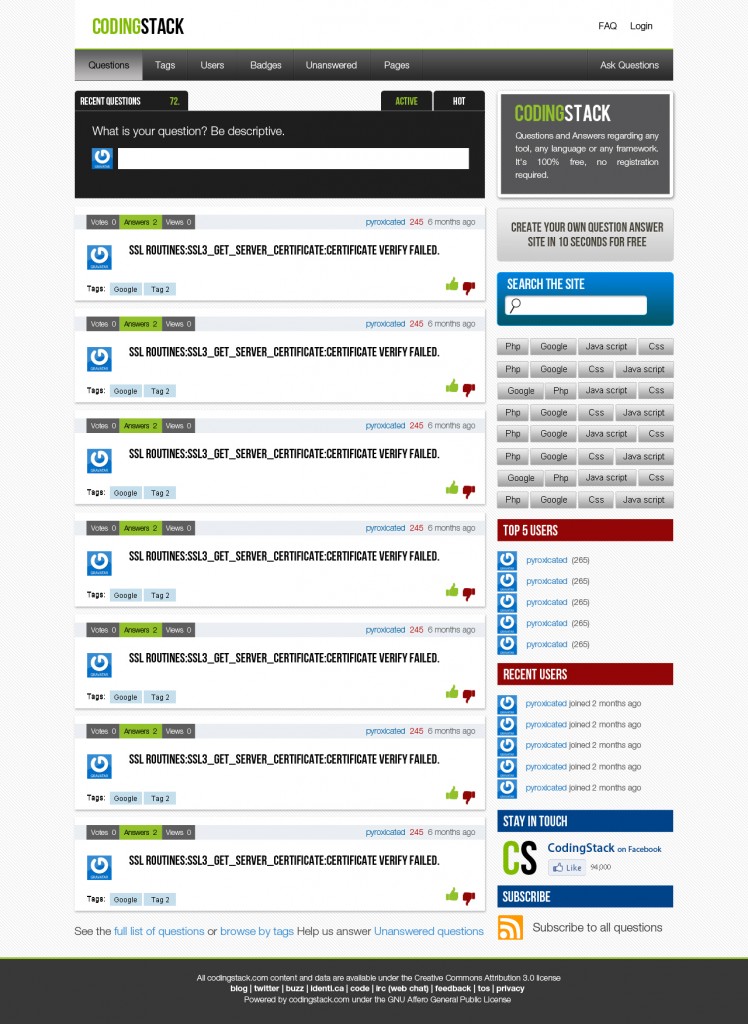 CODINGSTACK
FAQ Login
Questions Tags Users Badges Unanswered Pages Ask Questions
RECENT QUESTIONS 72. ACTIVE HOT
What is your question? Be descriptive.
Votes 0 Answers 2 Views 0 pyroxicated 245 6 months ago
SSL ROUTINES:SSL3_GET_SERVER_CERTIFICATE:CERTIFICATE VERIFY FAILED.
Tags: Google Tag 2
Votes 0 Answers 2 Views 0 pyroxicated 245 6 months ago
SSL ROUTINES:SSL3_GET_SERVER_CERTIFICATE:CERTIFICATE VERIFY FAILED.
Tags: Google Tag 2
Votes 0 Answers 2 Views 0 pyroxicated 245 6 months ago
SSL ROUTINES:SSL3_GET_SERVER_CERTIFICATE:CERTIFICATE VERIFY FAILED.
Tags: Google Tag 2
Votes 0 Answers 2 Views 0 pyroxicated 245 6 months ago
SSL ROUTINES:SSL3_GET_SERVER_CERTIFICATE:CERTIFICATE VERIFY FAILED.
Tags: Google Tag 2
Votes 0 Answers 2 Views 0 pyroxicated 245 6 months ago
SSL ROUTINES:SSL3_GET_SERVER_CERTIFICATE:CERTIFICATE VERIFY FAILED.
Tags: Google Tag 2
Votes 0 Answers 2 Views 0 pyroxicated 245 6 months ago
SSL ROUTINES:SSL3_GET_SERVER_CERTIFICATE:CERTIFICATE VERIFY FAILED.
Tags: Google Tag 2
Votes 0 Answers 2 Views 0 pyroxicated 245 6 months ago
SSL ROUTINES:SSL3_GET_SERVER_CERTIFICATE:CERTIFICATE VERIFY FAILED.
Tags: Google Tag 2
See the full list of questions or browse by tags Help us answer Unanswered questions
CODINGSTACK
Questions and Answers regarding any
tool, any language or any framework.
It's 100% free, no registration
required.
CREATE YOUR OWN QUESTION ANSWER
SITE IN 10 SECONDS FOR FREE
SEARCH THE SITE
Php Google Java script Css
Php Google Css Java script
Google Php Java script Css
Php Google Css Java script
Php Google Java script Css
Php Google Css Java script
Google Php Java script Css
Php Google Css Java script
TOP 5 USERS
pyroxicated (265)
pyroxicated (265)
pyroxicated (265)
pyroxicated (265)
pyroxicated (265)
RECENT USERS
pyroxicated joined 2 months ago
pyroxicated joined 2 months ago
pyroxicated joined 2 months ago
pyroxicated joined 2 months ago
pyroxicated joined 2 months ago
STAY IN TOUCH
CS CodingStack on Facebook
Like 94,000
SUBSCRIBE
Subscribe to all questions
All codingstack.com content and data are available under the Creative Commons Attribution 3.0 license
blog | twitter | buzz | identi.ca | code | irc (web chat) | feedback | tos | privacy
Powered by codingstack.com under the GNU Affero General Public License